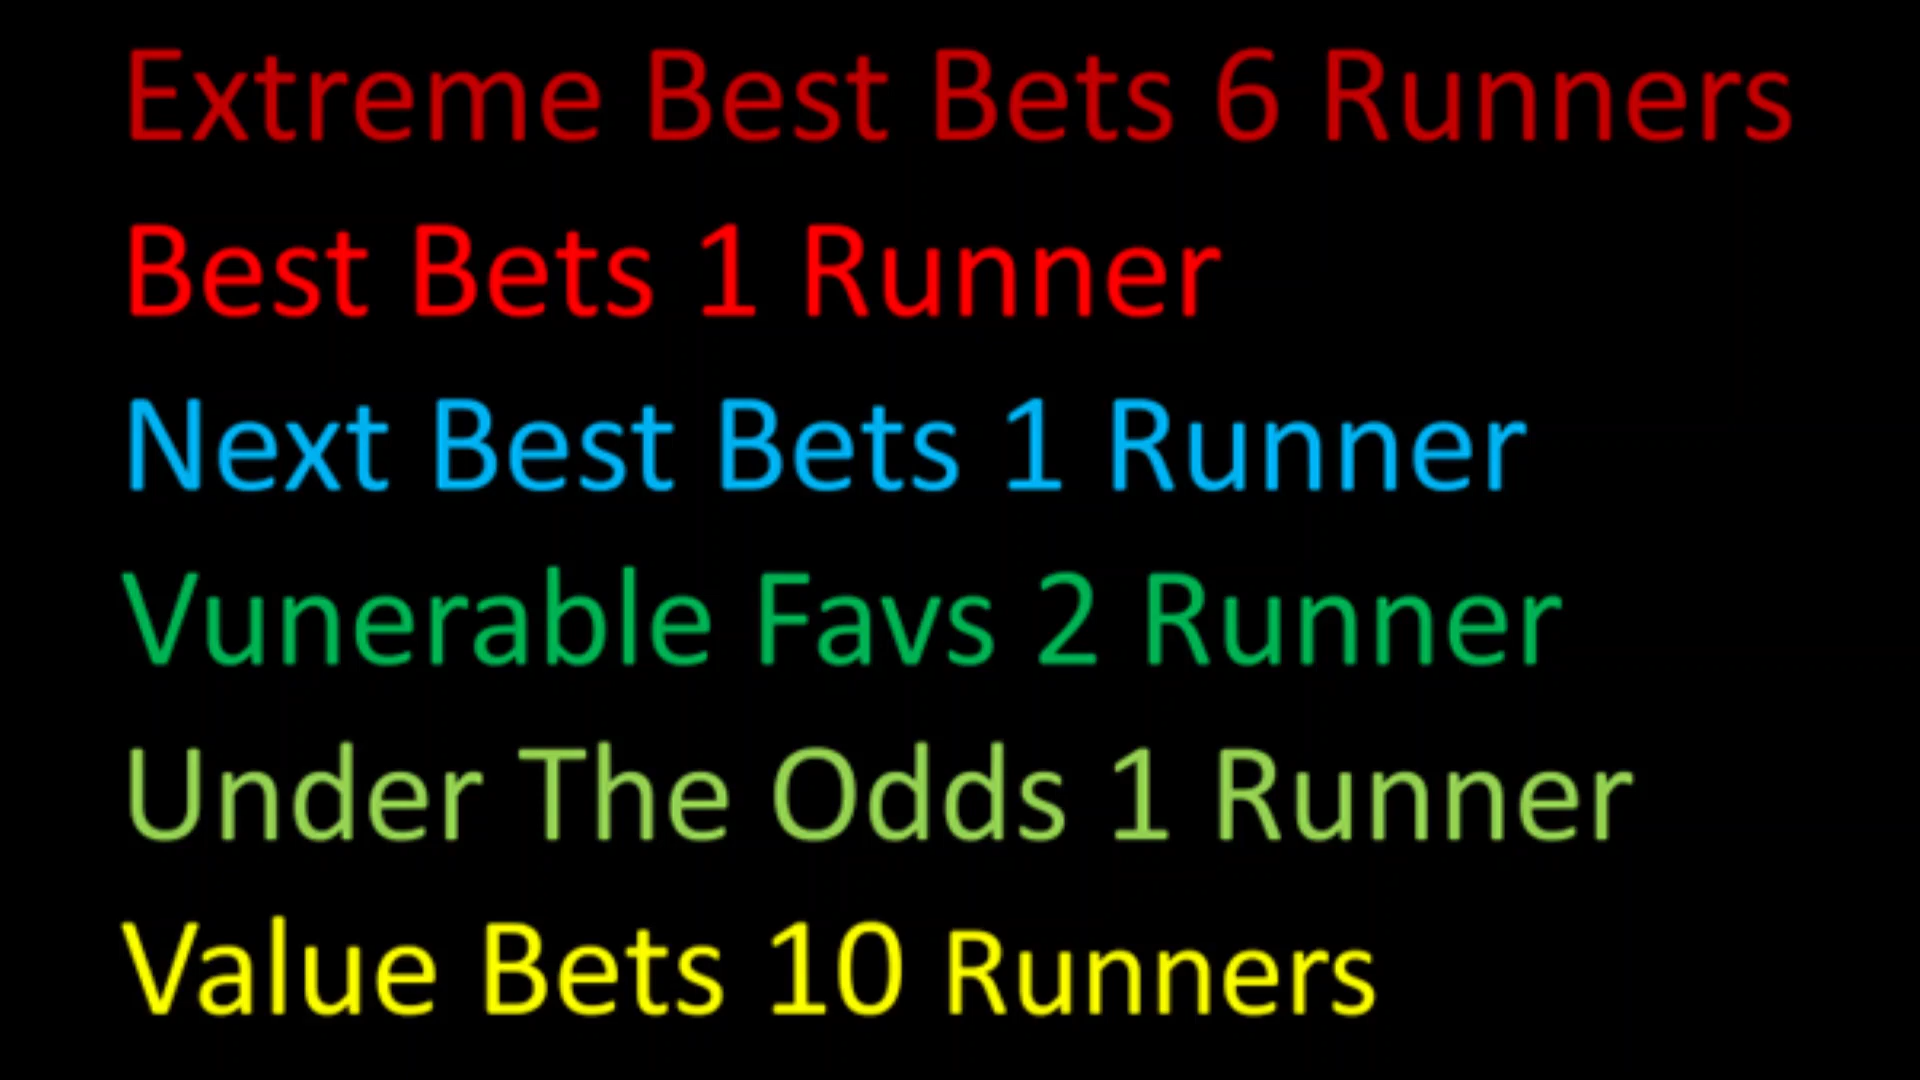 Extreme Best Bets 6 Runners
Best Bets 1 Runner
Next Best Bets 1 Runner
Vunerable Favs 2 Runner
Under The Odds 1 Runner
Value Bets 10 Runners